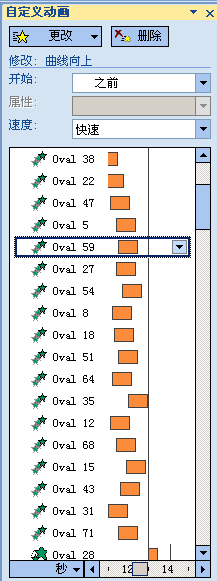 自定义动画
更改 删除
修改: 曲线向上
开始: 之前
属性:
速度: 快速
Oval 38
Oval 22
Oval 47
Oval 5
Oval 59
Oval 27
Oval 54
Oval 8
Oval 18
Oval 51
Oval 64
Oval 35
Oval 12
Oval 68
Oval 15
Oval 43
Oval 31
Oval 71
Oval 28
秒 12 14